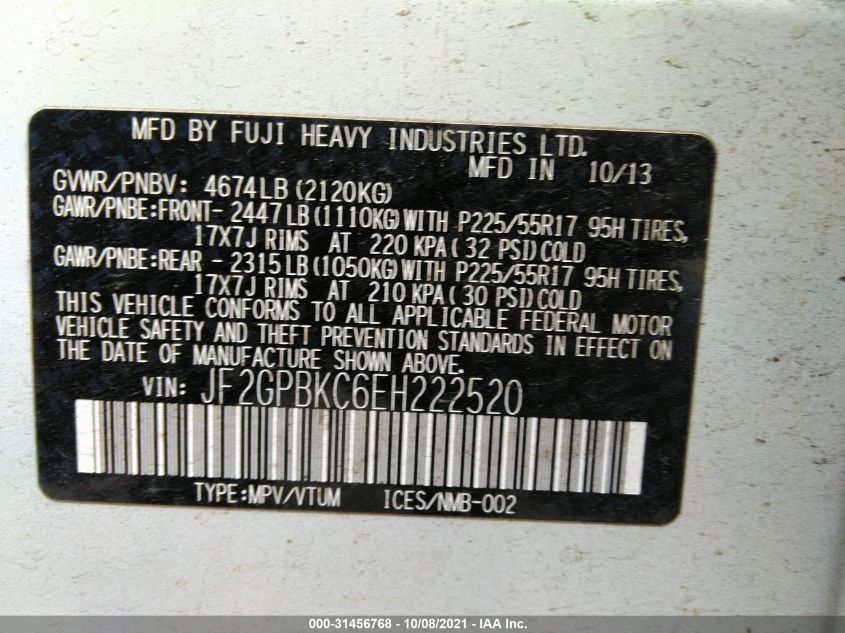 MFD BY FUJI HEAVY INDUSTRIES LTD.
MFD IN 10/13
GVWR/PNBV: 4674LB (2120KG)
GAWR/PNBE:FRONT- 2447LB (1110KG) WITH P225/55R17 95H TIRES,
17X7J RIMS AT 220 KPA ( 32 PSI) COLD
GAWR/PNBE:REAR - 2315LB (1050KG) WITH P225/55R17 95H TIRES,
17X7J RIMS AT 210 KPA ( 30 PSI) COLD
THIS VEHICLE CONFORMS TO ALL APPLICABLE FEDERAL MOTOR
VEHICLE SAFETY AND THEFT PREVENTION STANDARDS IN EFFECT ON
THE DATE OF MANUFACTURE SHOWN ABOVE.
VIN: JF2GPBKC6EH222520
TYPE:MPV/VTUM ICES/NMB-002
000-31456768 - 10/08/2021 - IAA Inc.